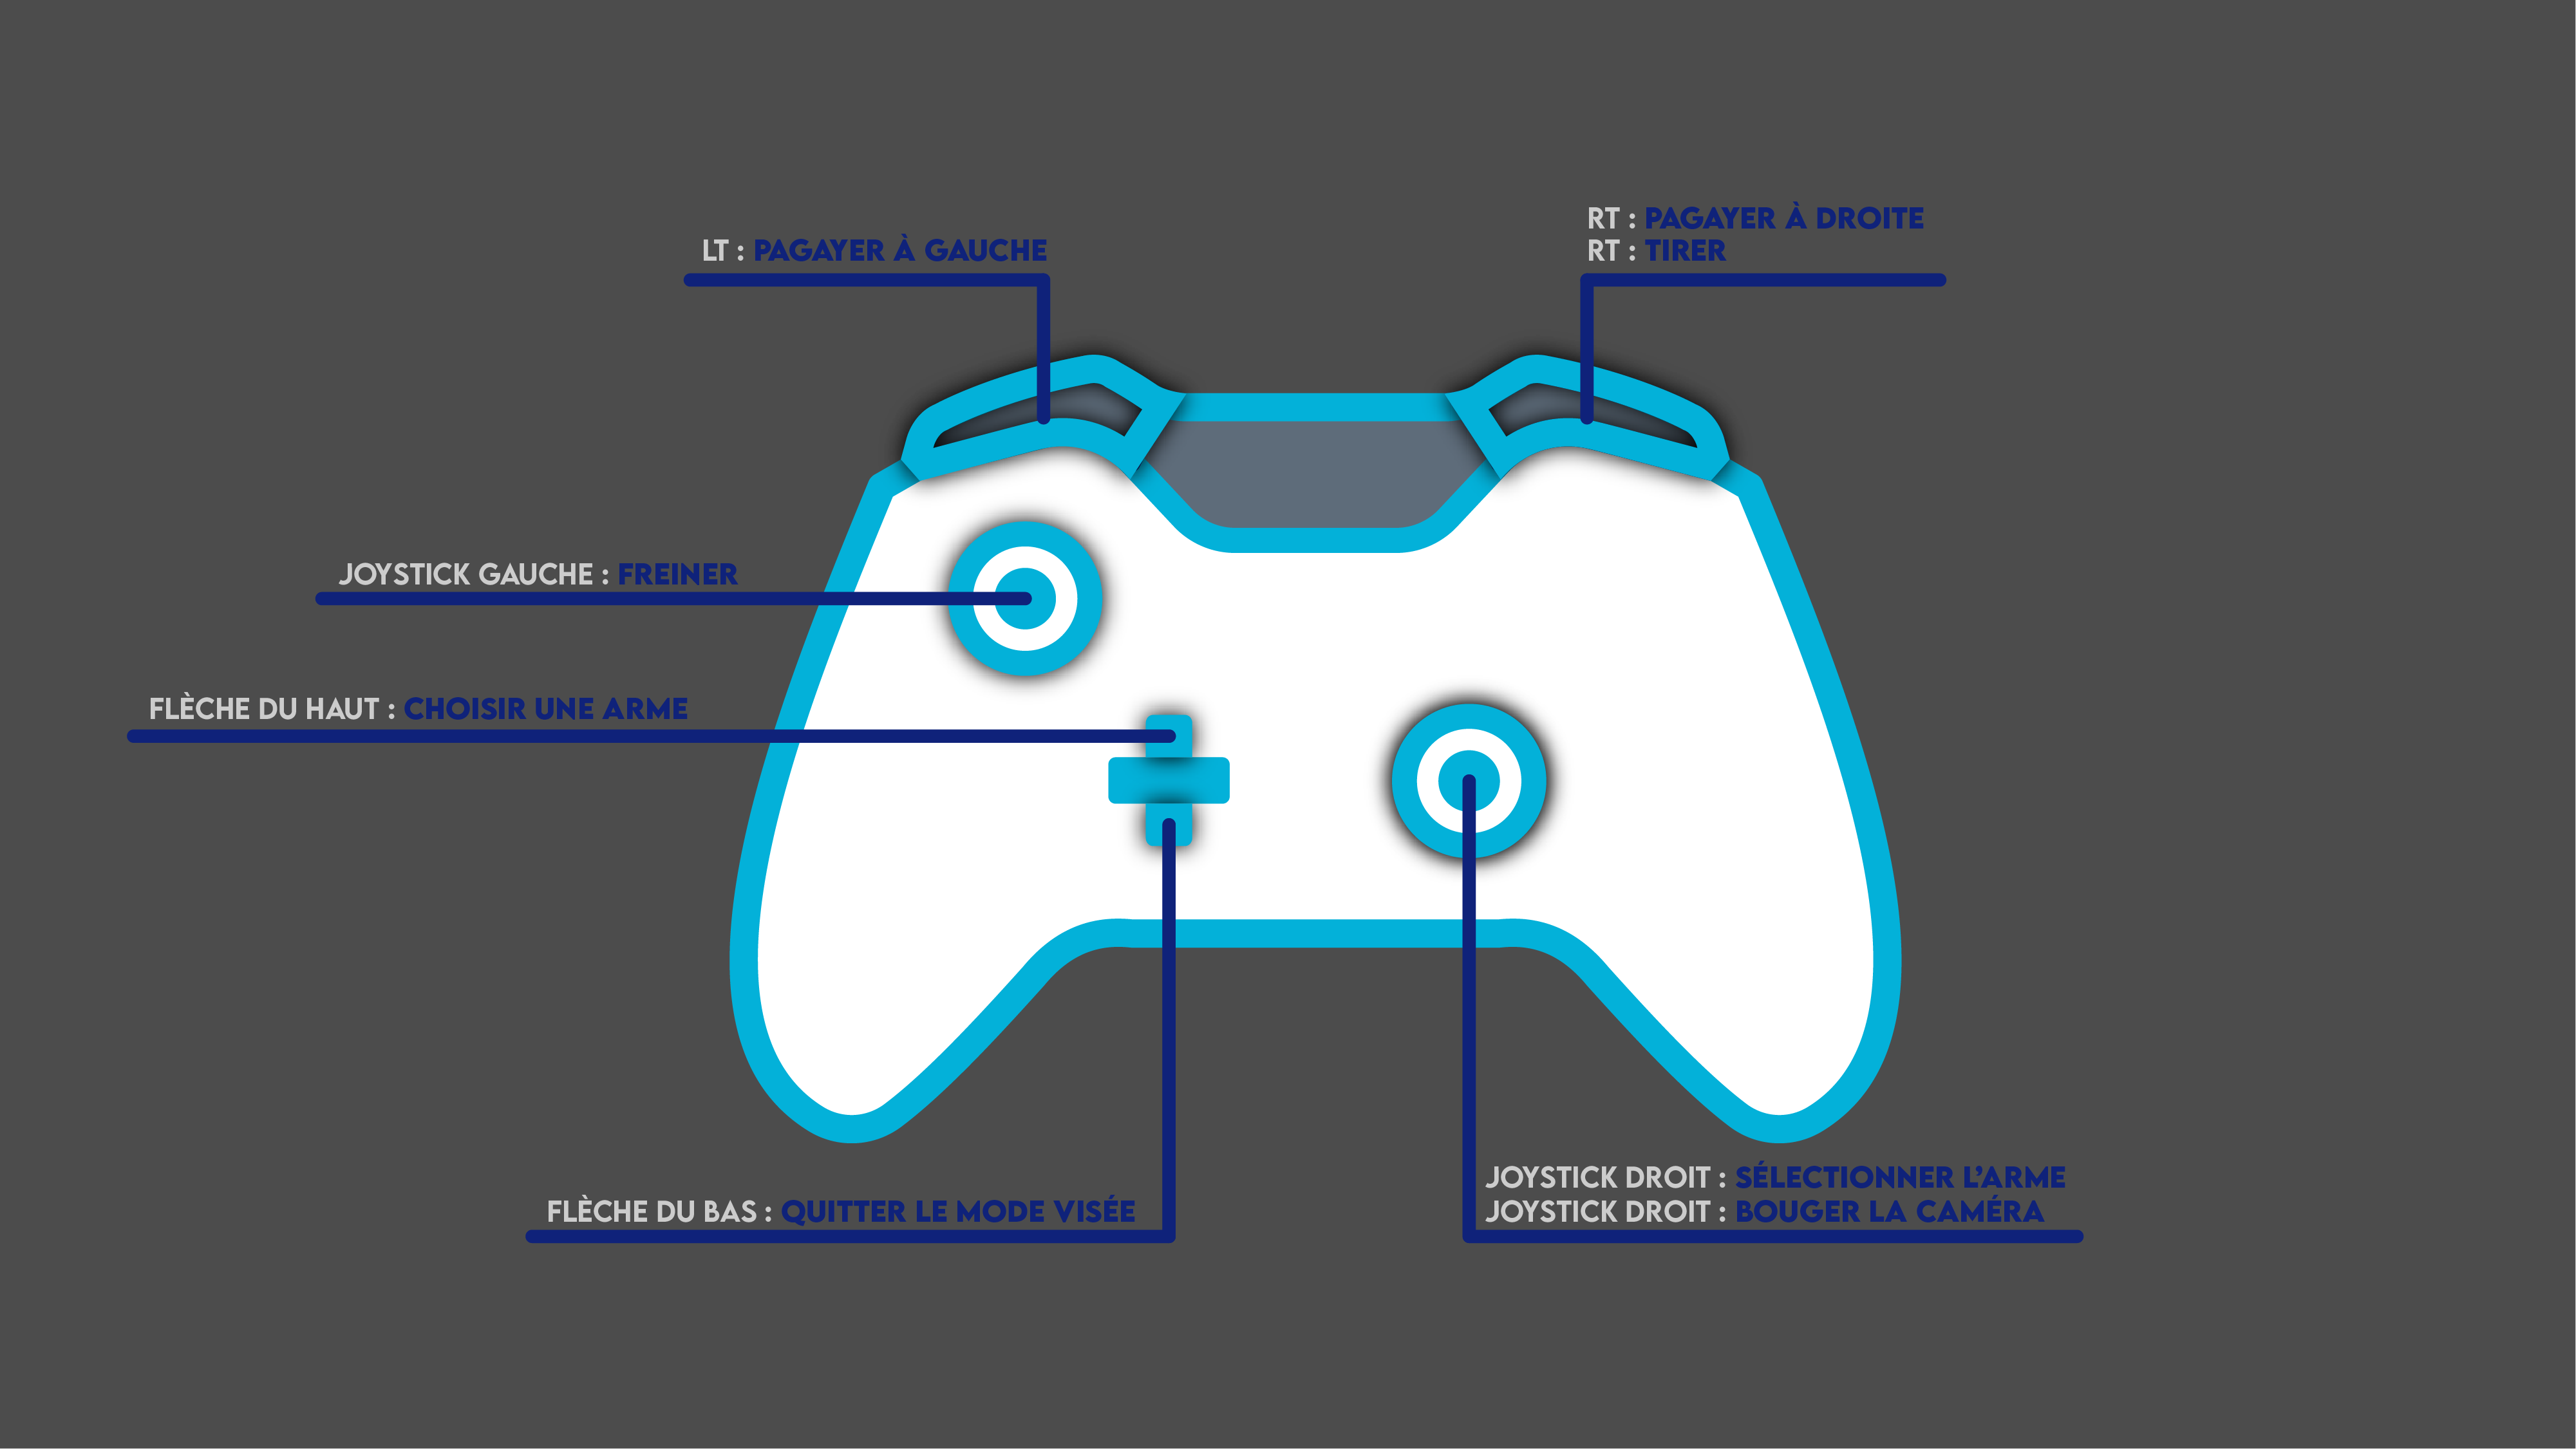 LT : PAGAYER À GAUCHE
RT : PAGAYER À DROITE
RT : TIRER
JOYSTICK GAUCHE : FREINER
FLÈCHE DU HAUT : CHOISIR UNE ARME
FLÈCHE DU BAS : QUITTER LE MODE VISÉE
JOYSTICK DROIT : SÉLECTIONNER L'ARME
JOYSTICK DROIT : BOUGER LA CAMÉRA